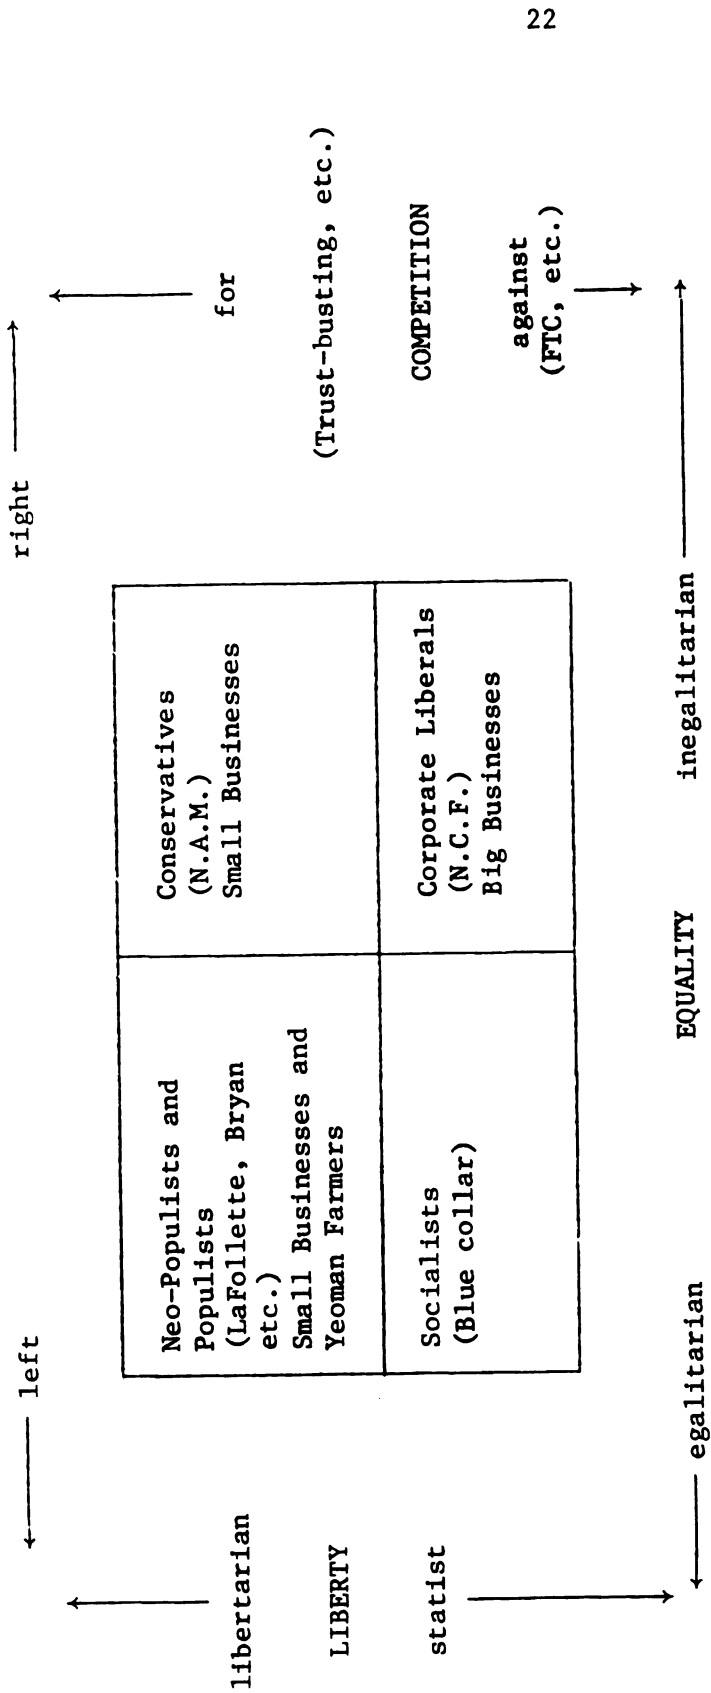 22
left
right
libertarian
LIBERTY
statist
Neo-Populists and
Populists
(LaFollette, Bryan
etc.)
Small Businesses and
Yeoman Farmers
Conservatives
(N.A.M.)
Small Businesses
Socialists
(Blue collar)
Corporate Liberals
(N.C.F.)
Big Businesses
for
(Trust-busting, etc.)
COMPETITION
against
(FTC, etc.)
egalitarian
EQUALITY
inegalitarian